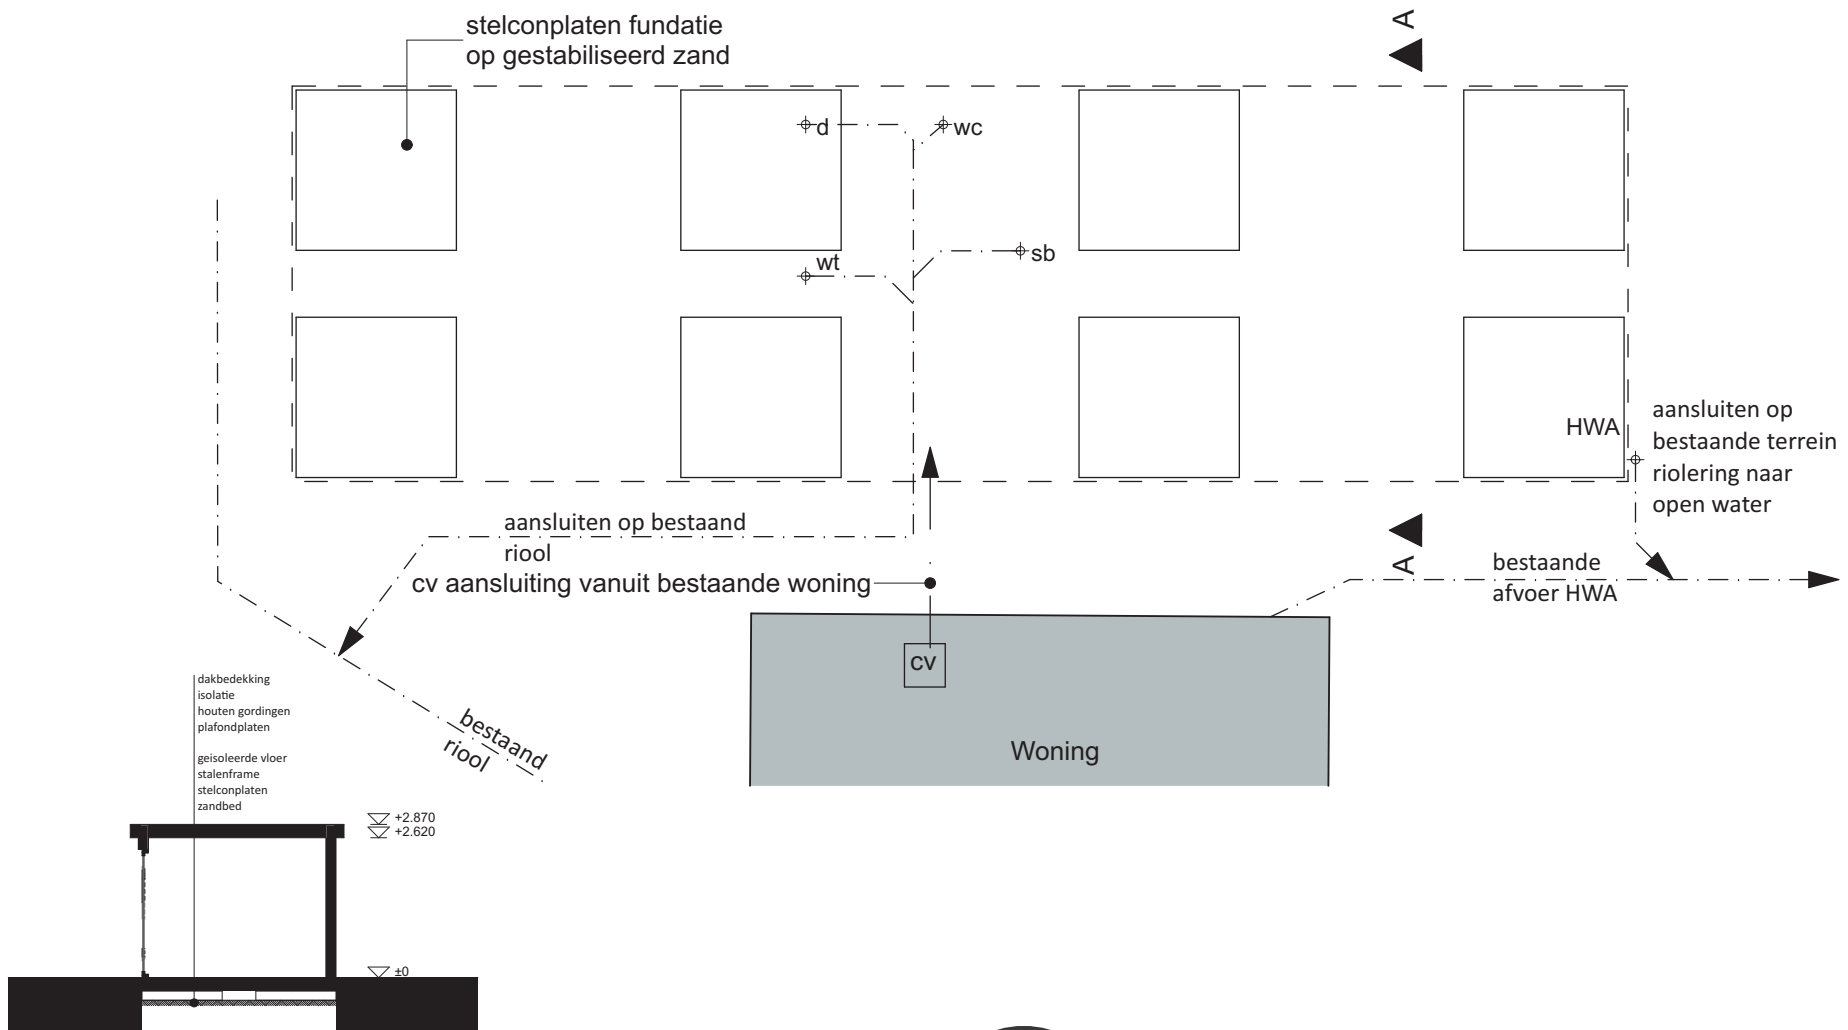 stelconplaten fundatie
op gestabiliseerd zand
A
d
wc
wt
sb
HWA
aansluiten op
bestaande terrein
riolering naar
open water
aansluiten op bestaand
riool
cv aansluiting vanuit bestaande woning
A
bestaande
afvoer HWA
cv
Woning
bestaand
riool
dakbedekking
isolatie
houten gordingen
plafondplaten
geisoleerde vloer
stalenframe
stelconplaten
zandbed
+2.870
+2.620
±0